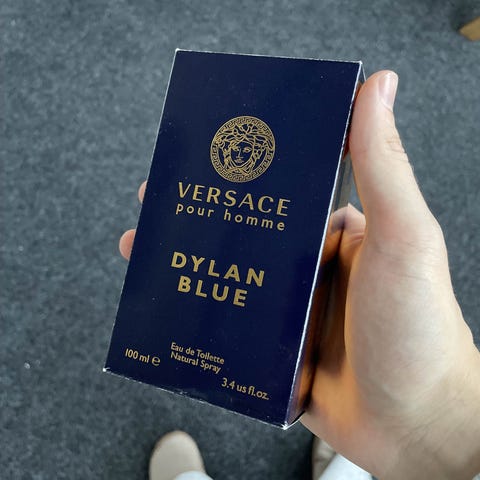 VERSACE
pour homme
DYLAN
BLUE
Eau de Toilette
Natural Spray
100 ml ℮
3.4 us fl.oz.